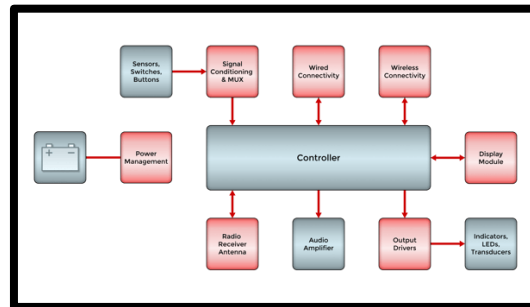 Sensors,
Switches,
Buttons
Signal
Conditioning
& MUX
Wired
Connectivity
Wireless
Connectivity
+ −
Power
Management
Controller
Display
Module
Radio
Receiver
Antenna
Audio
Amplifier
Output
Drivers
Indicators,
LEDs,
Transducers